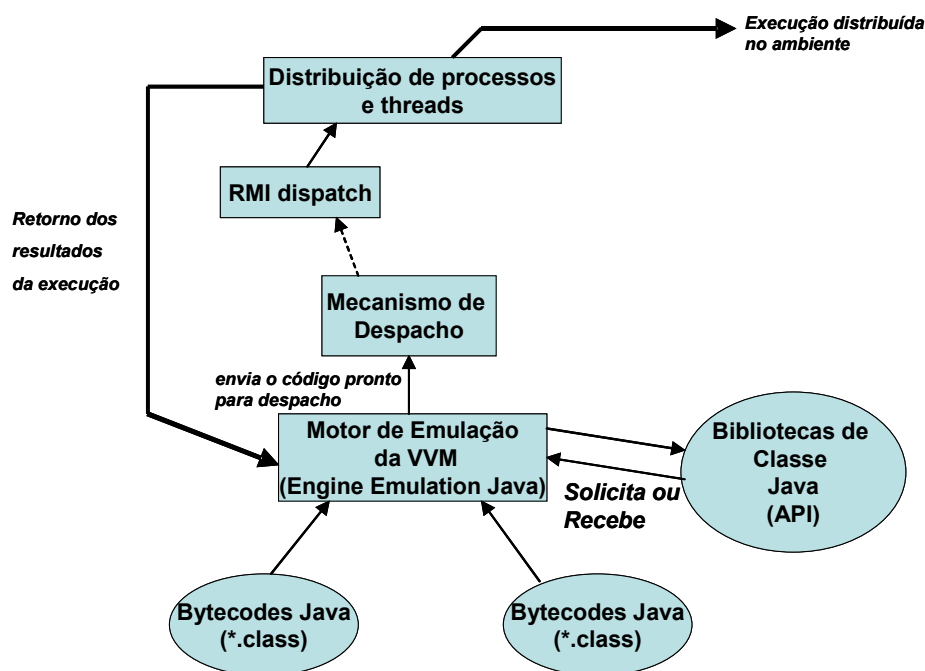 Execução distribuída
no ambiente
Distribuição de processos
e threads
RMI dispatch
Retorno dos
resultados
da execução
Mecanismo de
Despacho
envia o código pronto
para despacho
Motor de Emulação
da VVM
(Engine Emulation Java)
Bibliotecas de
Classe
Java
(API)
Solicita ou
Recebe
Bytecodes Java
(*.class)
Bytecodes Java
(*.class)